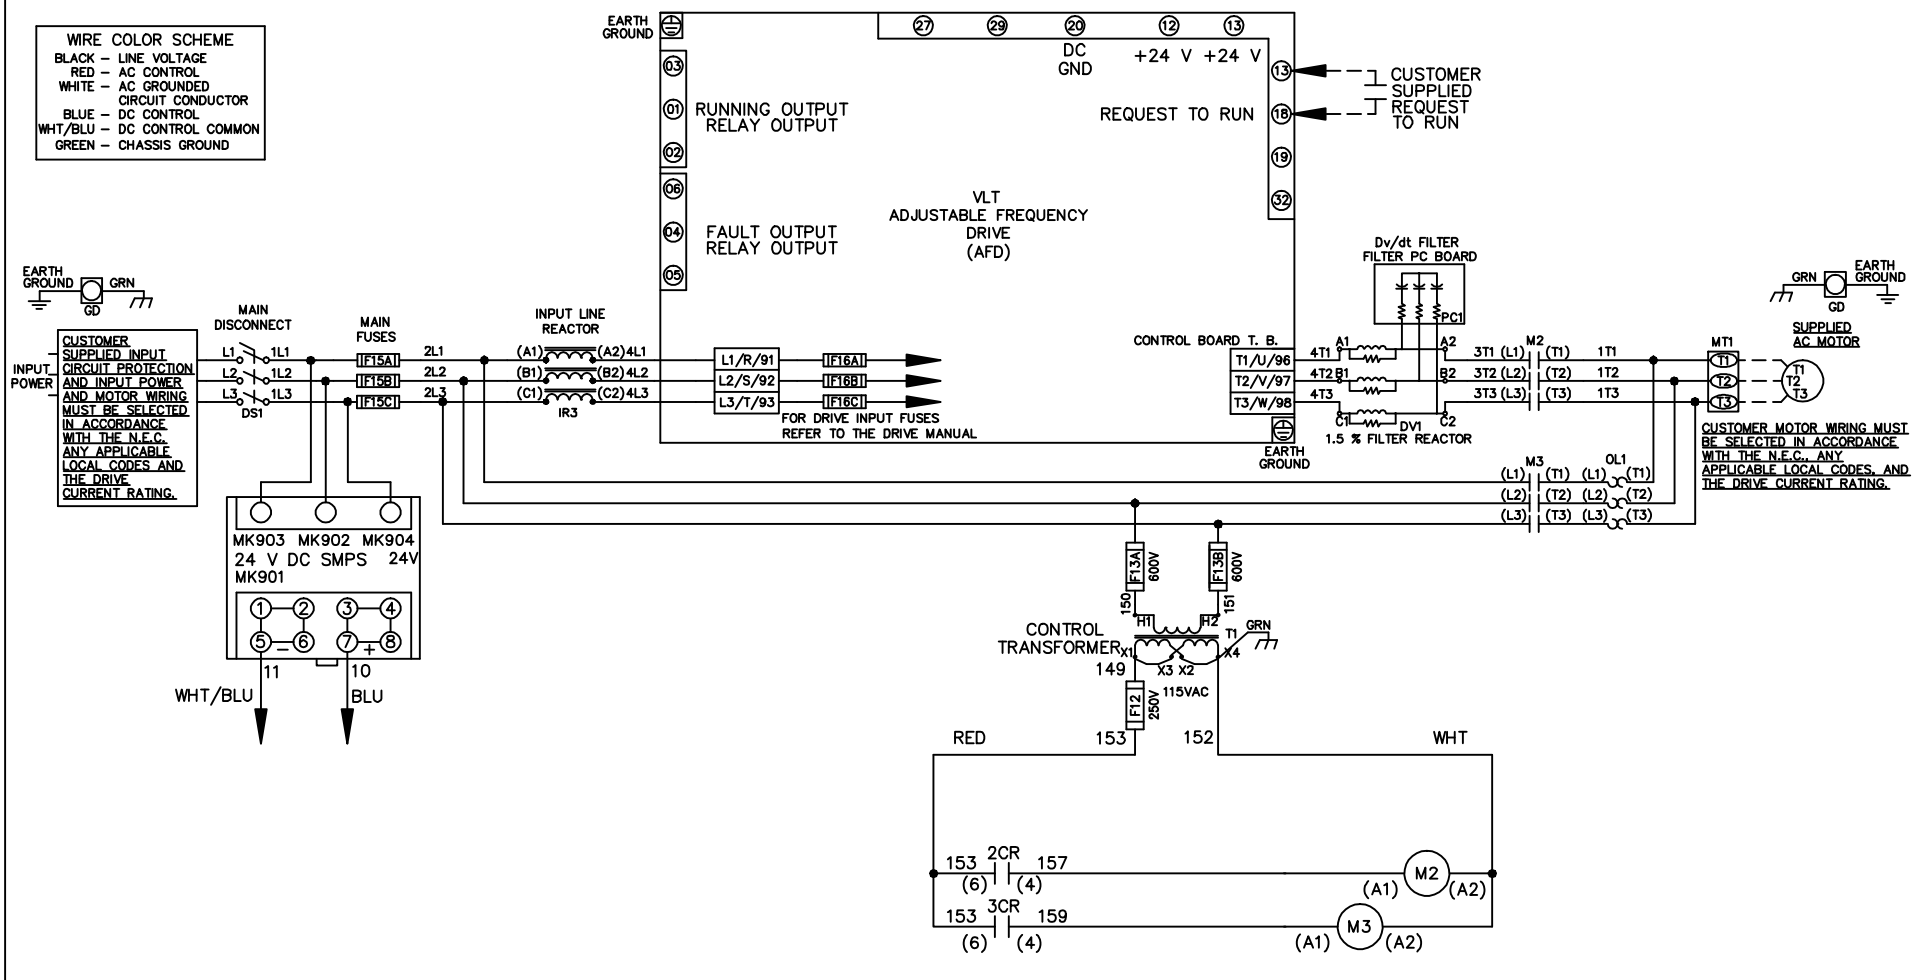 WIRE COLOR SCHEME
BLACK – LINE VOLTAGE
RED – AC CONTROL
WHITE – AC GROUNDED
CIRCUIT CONDUCTOR
BLUE – DC CONTROL
WHT/BLU – DC CONTROL COMMON
GREEN – CHASSIS GROUND
EARTH
GROUND
27 29 20 12 13
DC
GND
+24 V +24 V
03
01
02
RUNNING OUTPUT
RELAY OUTPUT
06
04
05
FAULT OUTPUT
RELAY OUTPUT
VLT
ADJUSTABLE FREQUENCY
DRIVE
(AFD)
REQUEST TO RUN
13
18
19
32
CUSTOMER
SUPPLIED
REQUEST
TO RUN
EARTH
GROUND
GRN
GD
INPUT
POWER
CUSTOMER
SUPPLIED INPUT
CIRCUIT PROTECTION
AND INPUT POWER
AND MOTOR WIRING
MUST BE SELECTED
IN ACCORDANCE
WITH THE N.E.C.
ANY APPLICABLE
LOCAL CODES AND
THE DRIVE
CURRENT RATING.
MAIN
DISCONNECT
L1 1L1
L2 1L2
L3 1L3
DS1
MAIN
FUSES
F15A
F15B
F15C
2L1
2L2
2L3
INPUT LINE
REACTOR
(A1) (A2) 4L1
(B1) (B2) 4L2
(C1) (C2) 4L3
IR3
L1/R/91
L2/S/92
L3/T/93
F16A
F16B
F16C
FOR DRIVE INPUT FUSES
REFER TO THE DRIVE MANUAL
CONTROL BOARD T. B.
T1/U/96
T2/V/97
T3/W/98
EARTH
GROUND
4T1
4T2
4T3
Dv/dt FILTER
FILTER PC BOARD
PC1
A1 A2
B1 B2
C1 C2
DV1
1.5 % FILTER REACTOR
M2
3T1 (L1) (T1) 1T1
3T2 (L2) (T2) 1T2
3T3 (L3) (T3) 1T3
MT1
T1
T2
T3
GRN
GD
EARTH
GROUND
SUPPLIED
AC MOTOR
T1
T2
T3
CUSTOMER MOTOR WIRING MUST
BE SELECTED IN ACCORDANCE
WITH THE N.E.C., ANY
APPLICABLE LOCAL CODES, AND
THE DRIVE CURRENT RATING.
M3 OL1
(L1) (T1) (L1) (T1)
(L2) (T2) (L2) (T2)
(L3) (T3) (L3) (T3)
MK903 MK902 MK904
24 V DC SMPS 24V
MK901
1 2 3 4
5 – 6 7 + 8
11 10
WHT/BLU BLU
F13A 600V
F13B 600V
150 151
H1 H2
CONTROL
TRANSFORMER
T1
GRN
X1 X3 X2 X4
149
115VAC
F12 250V
153 152
RED WHT
153 2CR 157
(6) (4)
(A1) M2 (A2)
153 3CR 159
(6) (4)
(A1) M3 (A2)